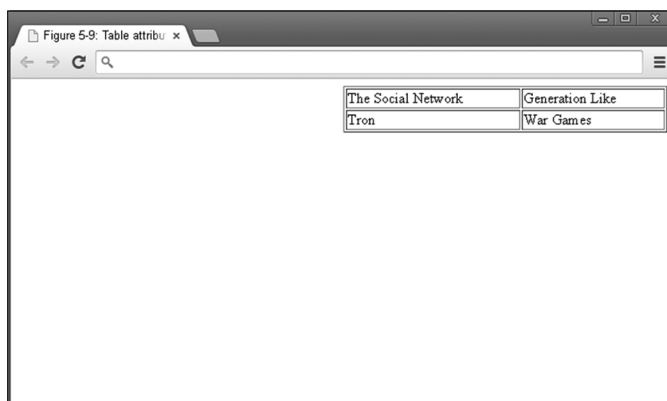 Figure 5-9: Table attribu
The Social Network Generation Like
Tron War Games